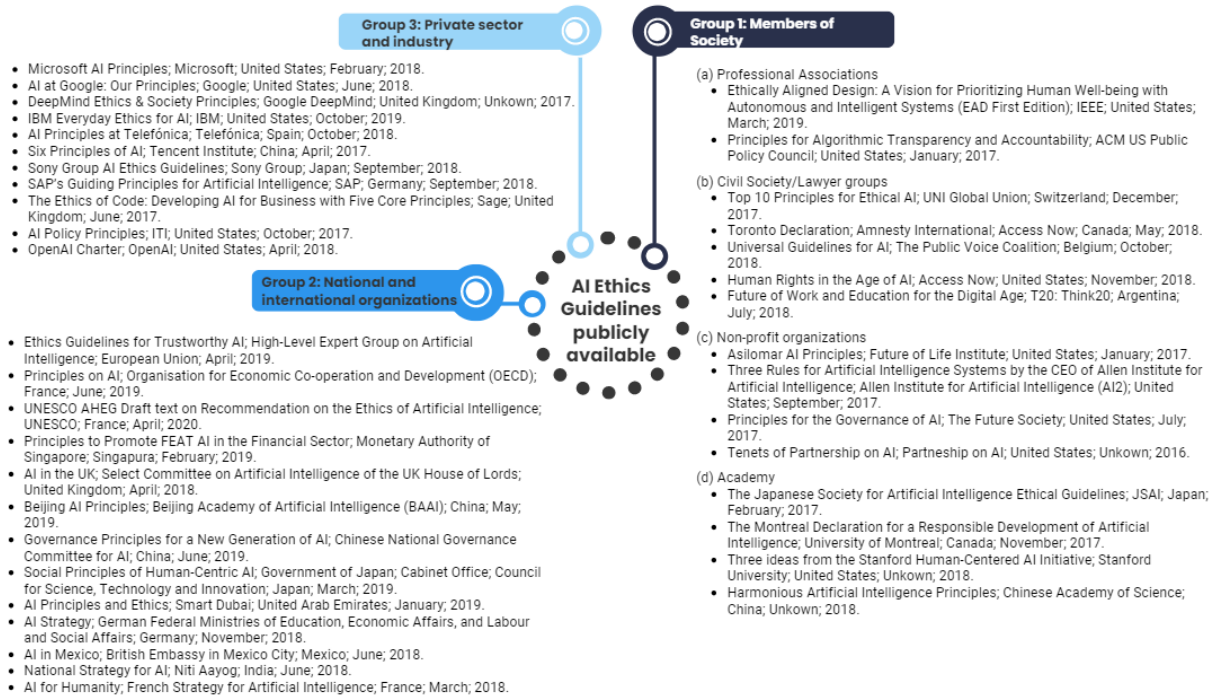 Group 3: Private sector
and industry
• Microsoft AI Principles; Microsoft; United States; February; 2018.
• AI at Google: Our Principles; Google; United States; June; 2018.
• DeepMind Ethics & Society Principles; Google DeepMind; United Kingdom; Unkown; 2017.
• IBM Everyday Ethics for AI; IBM; United States; October; 2019.
• AI Principles at Telefónica; Telefónica; Spain; October; 2018.
• Six Principles of AI; Tencent Institute; China; April; 2017.
• Sony Group AI Ethics Guidelines; Sony Group; Japan; September; 2018.
• SAP's Guiding Principles for Artificial Intelligence; SAP; Germany; September; 2018.
• The Ethics of Code: Developing AI for Business with Five Core Principles; Sage; United
Kingdom; June; 2017.
• AI Policy Principles; ITI; United States; October; 2017.
• OpenAI Charter; OpenAI; United States; April; 2018.
Group 2: National and
international organizations
• Ethics Guidelines for Trustworthy AI; High-Level Expert Group on Artificial
Intelligence; European Union; April; 2019.
• Principles on AI; Organisation for Economic Co-operation and Development (OECD);
France; June; 2019.
• UNESCO AHEG Draft text on Recommendation on the Ethics of Artificial Intelligence;
UNESCO; France; April; 2020.
• Principles to Promote FEAT AI in the Financial Sector; Monetary Authority of
Singapore; Singapura; February; 2019.
• AI in the UK; Select Committee on Artificial Intelligence of the UK House of Lords;
United Kingdom; April; 2018.
• Beijing AI Principles; Beijing Academy of Artificial Intelligence (BAAI); China; May;
2019.
• Governance Principles for a New Generation of AI; Chinese National Governance
Committee for AI; China; June; 2019.
• Social Principles of Human-Centric AI; Government of Japan; Cabinet Office; Council
for Science, Technology and Innovation; Japan; March; 2019.
• AI Principles and Ethics; Smart Dubai; United Arab Emirates; January; 2019.
• AI Strategy; German Federal Ministries of Education, Economic Affairs, and Labour
and Social Affairs; Germany; November; 2018.
• AI in Mexico; British Embassy in Mexico City; Mexico; June; 2018.
• National Strategy for AI; Niti Aayog; India; June; 2018.
• AI for Humanity; French Strategy for Artificial Intelligence; France; March; 2018.
AI Ethics
Guidelines
publicly
available
Group 1: Members of
Society
(a) Professional Associations
• Ethically Aligned Design: A Vision for Prioritizing Human Well-being with
Autonomous and Intelligent Systems (EAD First Edition); IEEE; United States;
March; 2019.
• Principles for Algorithmic Transparency and Accountability; ACM US Public
Policy Council; United States; January; 2017.
(b) Civil Society/Lawyer groups
• Top 10 Principles for Ethical AI; UNI Global Union; Switzerland; December;
2017.
• Toronto Declaration; Amnesty International; Access Now; Canada; May; 2018.
• Universal Guidelines for AI; The Public Voice Coalition; Belgium; October;
2018.
• Human Rights in the Age of AI; Access Now; United States; November; 2018.
• Future of Work and Education for the Digital Age; T20: Think20; Argentina;
July; 2018.
(c) Non-profit organizations
• Asilomar AI Principles; Future of Life Institute; United States; January; 2017.
• Three Rules for Artificial Intelligence Systems by the CEO of Allen Institute for
Artificial Intelligence; Allen Institute for Artificial Intelligence (AI2); United
States; September; 2017.
• Principles for the Governance of AI; The Future Society; United States; July;
2017.
• Tenets of Partnership on AI; Partneship on AI; United States; Unkown; 2016.
(d) Academy
• The Japanese Society for Artificial Intelligence Ethical Guidelines; JSAI; Japan;
February; 2017.
• The Montreal Declaration for a Responsible Development of Artificial
Intelligence; University of Montreal; Canada; November; 2017.
• Three ideas from the Stanford Human-Centered AI Initiative; Stanford
University; United States; Unkown; 2018.
• Harmonious Artificial Intelligence Principles; Chinese Academy of Science;
China; Unkown; 2018.